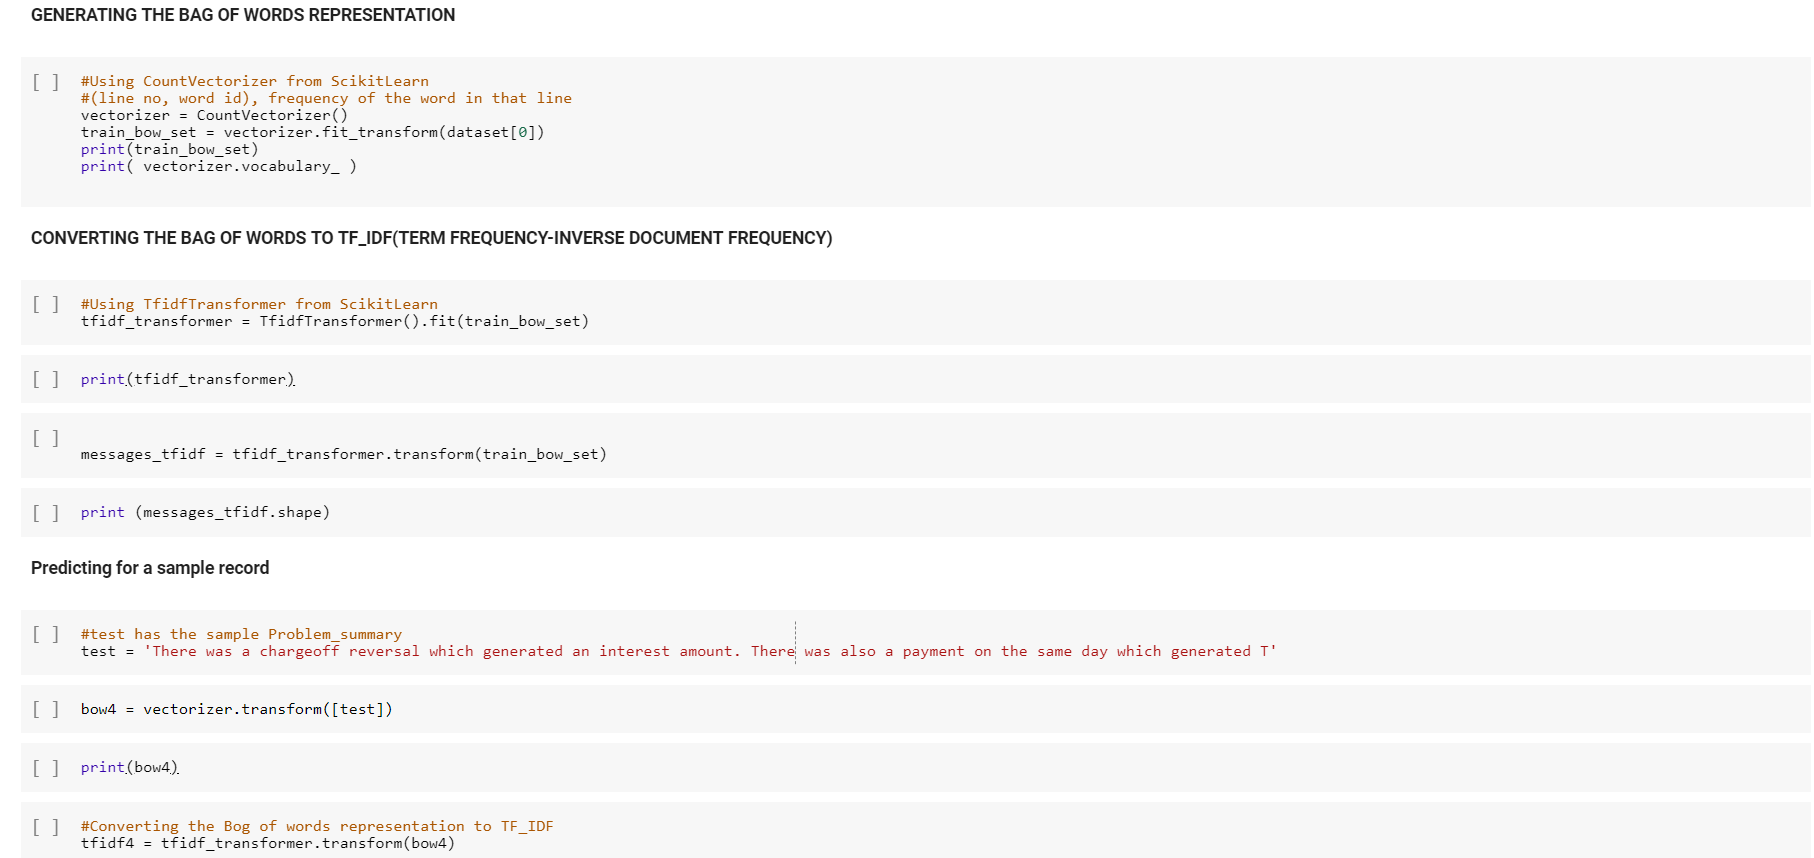 GENERATING THE BAG OF WORDS REPRESENTATION
[ ] #Using CountVectorizer from ScikitLearn
#(line no, word id), frequency of the word in that line
vectorizer = CountVectorizer()
train_bow_set = vectorizer.fit_transform(dataset[0])
print(train_bow_set)
print( vectorizer.vocabulary_ )
CONVERTING THE BAG OF WORDS TO TF_IDF(TERM FREQUENCY-INVERSE DOCUMENT FREQUENCY)
[ ] #Using TfidfTransformer from ScikitLearn
tfidf_transformer = TfidfTransformer().fit(train_bow_set)
[ ] print(tfidf_transformer)
[ ]
messages_tfidf = tfidf_transformer.transform(train_bow_set)
[ ] print (messages_tfidf.shape)
Predicting for a sample record
[ ] #test has the sample Problem_summary
test = 'There was a chargeoff reversal which generated an interest amount. There was also a payment on the same day which generated T'
[ ] bow4 = vectorizer.transform([test])
[ ] print(bow4)
[ ] #Converting the Bog of words representation to TF_IDF
tfidf4 = tfidf_transformer.transform(bow4)